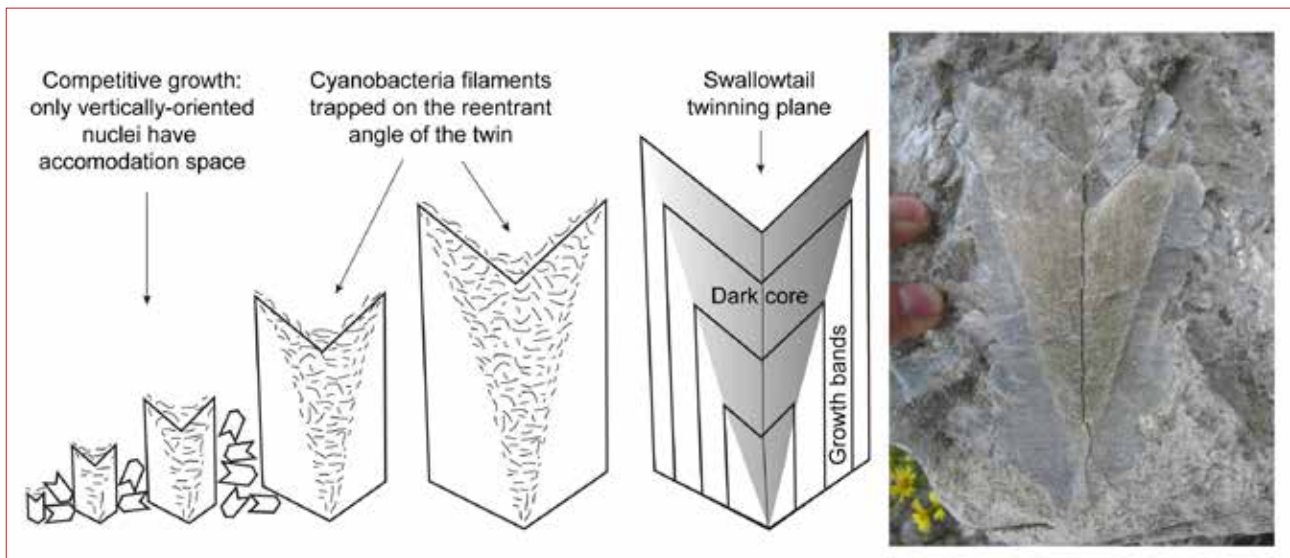 Competitive growth:
only vertically-oriented
nuclei have
accomodation space
Cyanobacteria filaments
trapped on the reentrant
angle of the twin
Swallowtail
twinning plane
Dark core
Growth bands